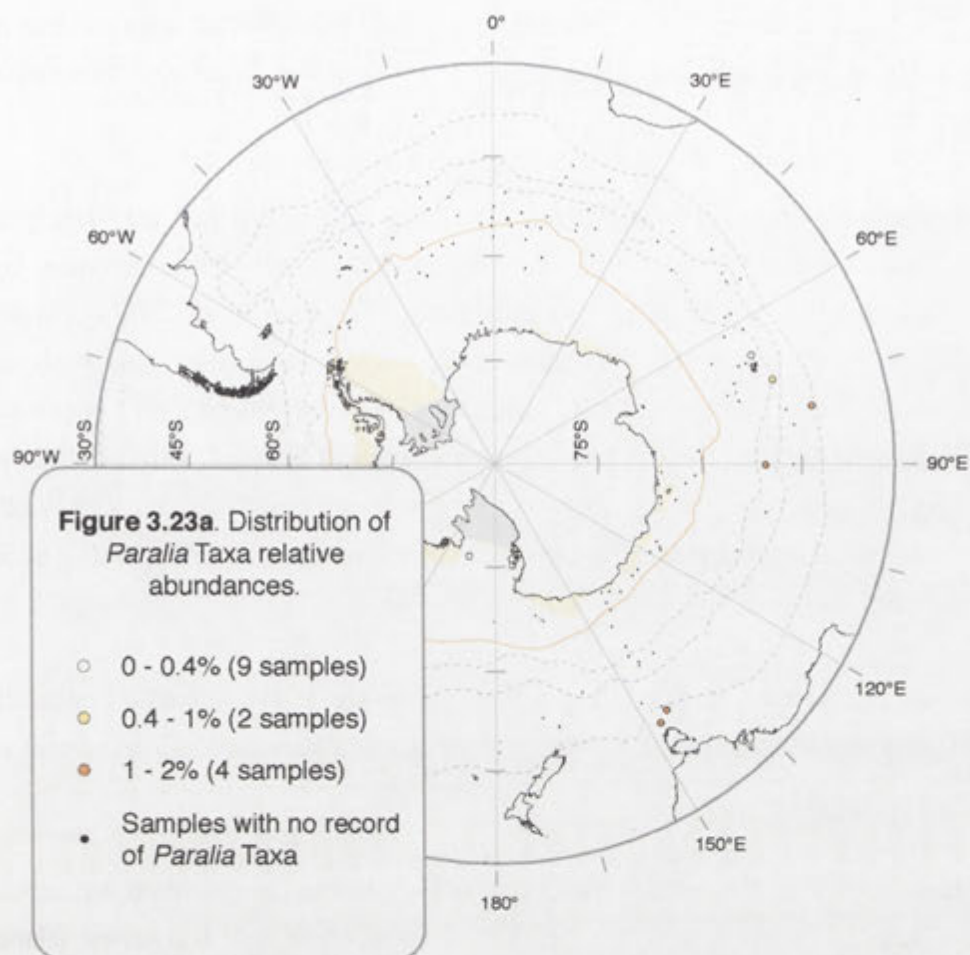 0°
30°W
30°E
60°W
60°E
90°W
30°S
45°S
60°S
75°S
90°E
Figure 3.23a. Distribution of
Paralia Taxa relative
abundances.
0 - 0.4% (9 samples)
0.4 - 1% (2 samples)
1 - 2% (4 samples)
Samples with no record
of Paralia Taxa
120°E
150°E
180°